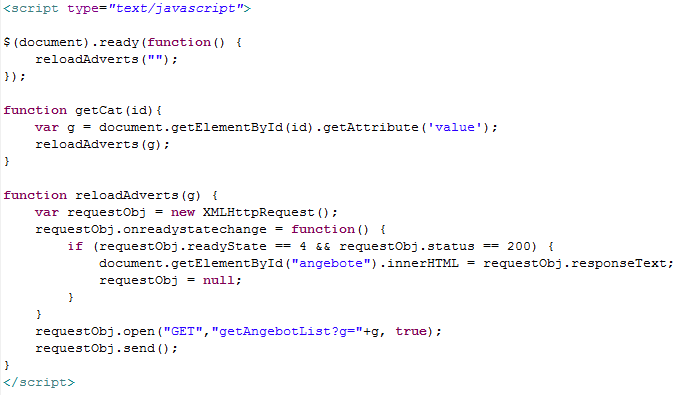 <script type="text/javascript">
$(document).ready(function() {
reloadAdverts("");
});
function getCat(id){
var g = document.getElementById(id).getAttribute('value');
reloadAdverts(g);
}
function reloadAdverts(g) {
var requestObj = new XMLHttpRequest();
requestObj.onreadystatechange = function() {
if (requestObj.readyState == 4 && requestObj.status == 200) {
document.getElementById("angebote").innerHTML = requestObj.responseText;
requestObj = null;
}
}
requestObj.open("GET","getAngebotList?g="+g, true);
requestObj.send();
}
</script>